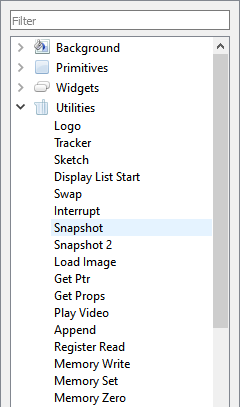 Filter
Background
Primitives
Widgets
Utilities
Logo
Tracker
Sketch
Display List Start
Swap
Interrupt
Snapshot
Snapshot 2
Load Image
Get Ptr
Get Props
Play Video
Append
Register Read
Memory Write
Memory Set
Memory Zero